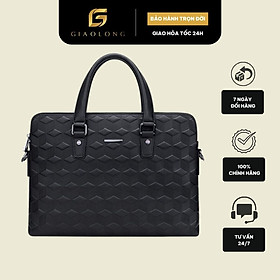 GIAOLONG
BẢO HÀNH TRỌN ĐỜI
GIAO HỎA TỐC 24H
7 NGÀY
ĐỔI HÀNG
100%
CHÍNH HÃNG
TƯ VẤN
24/7